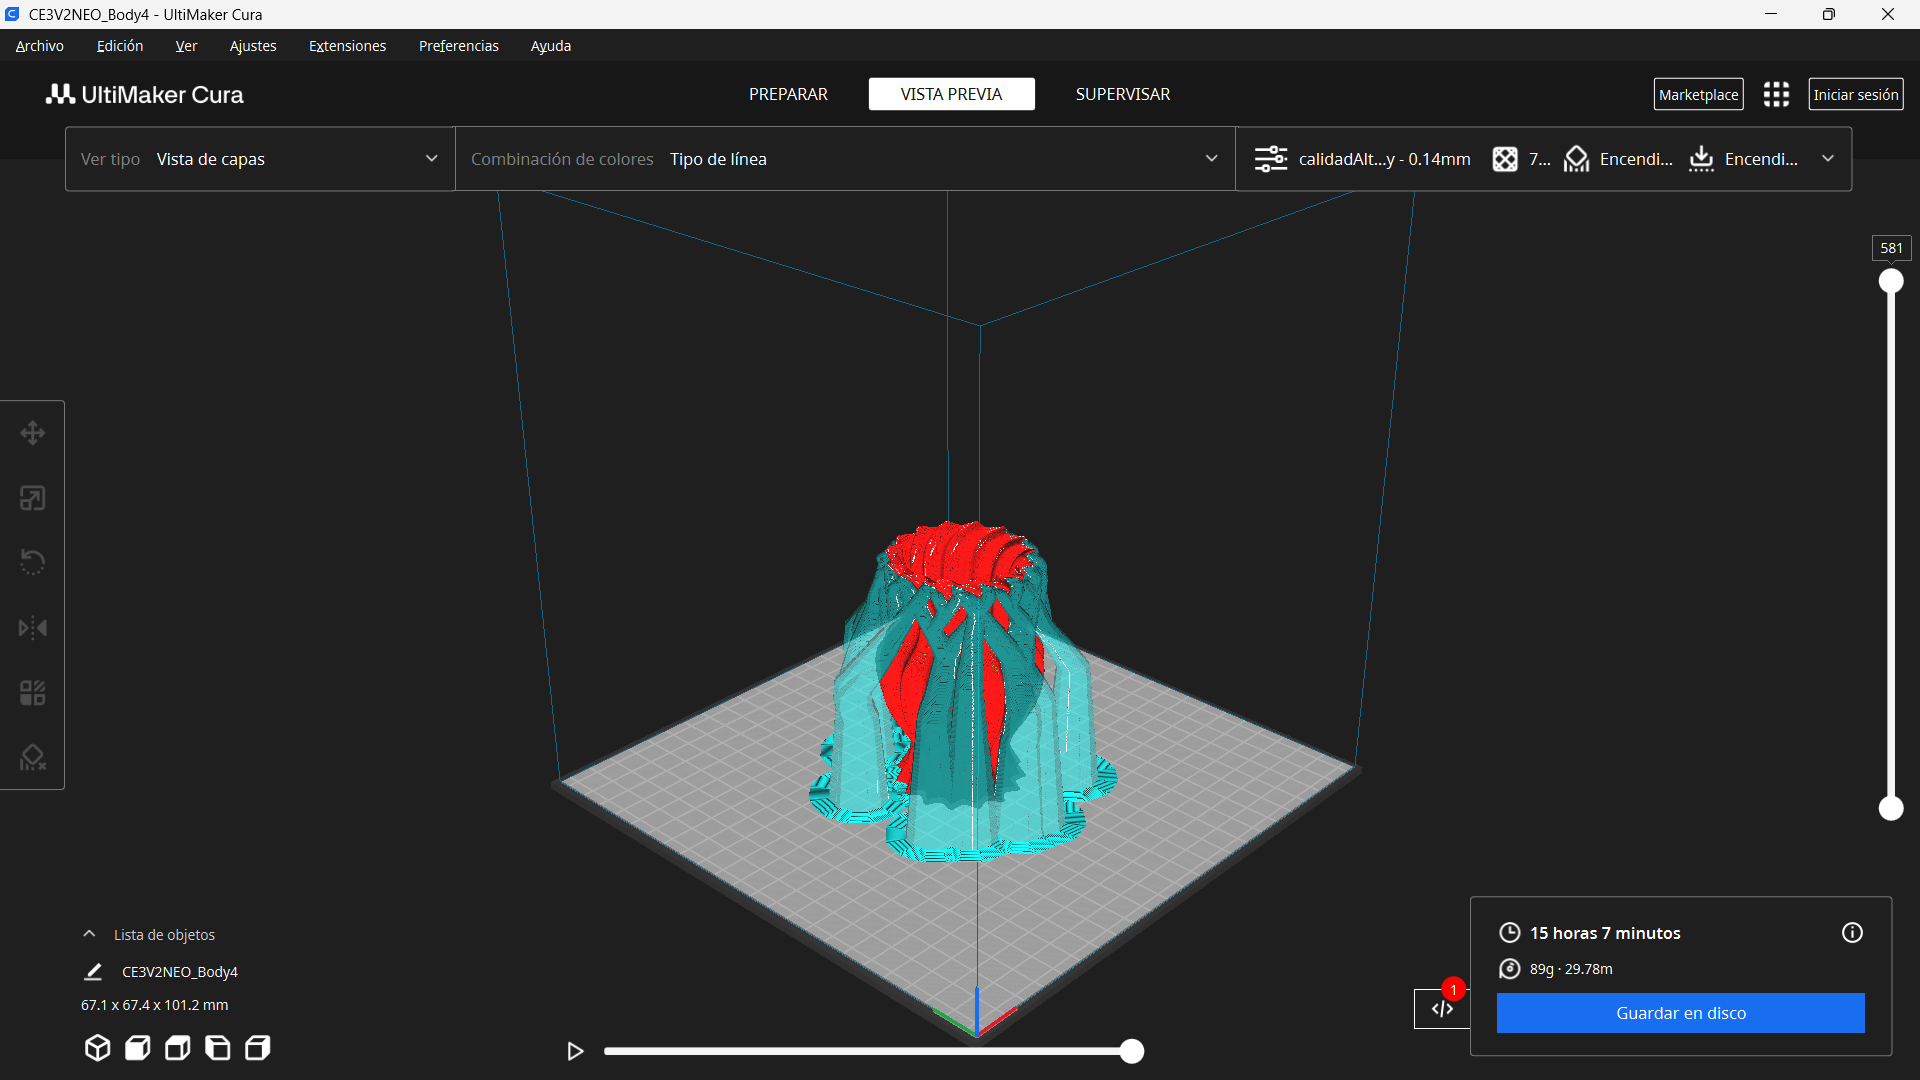 CE3V2NEO_Body4 - UltiMaker Cura
Archivo Edición Ver Ajustes Extensiones Preferencias Ayuda
UltiMaker Cura PREPARAR VISTA PREVIA SUPERVISAR Marketplace Iniciar sesión
Ver tipo Vista de capas Combinación de colores Tipo de línea calidadAlt...y - 0.14mm 7... Encendi... Encendi...
581
Lista de objetos
CE3V2NEO_Body4
67.1 x 67.4 x 101.2 mm
15 horas 7 minutos
89g · 29.78m
1
Guardar en disco